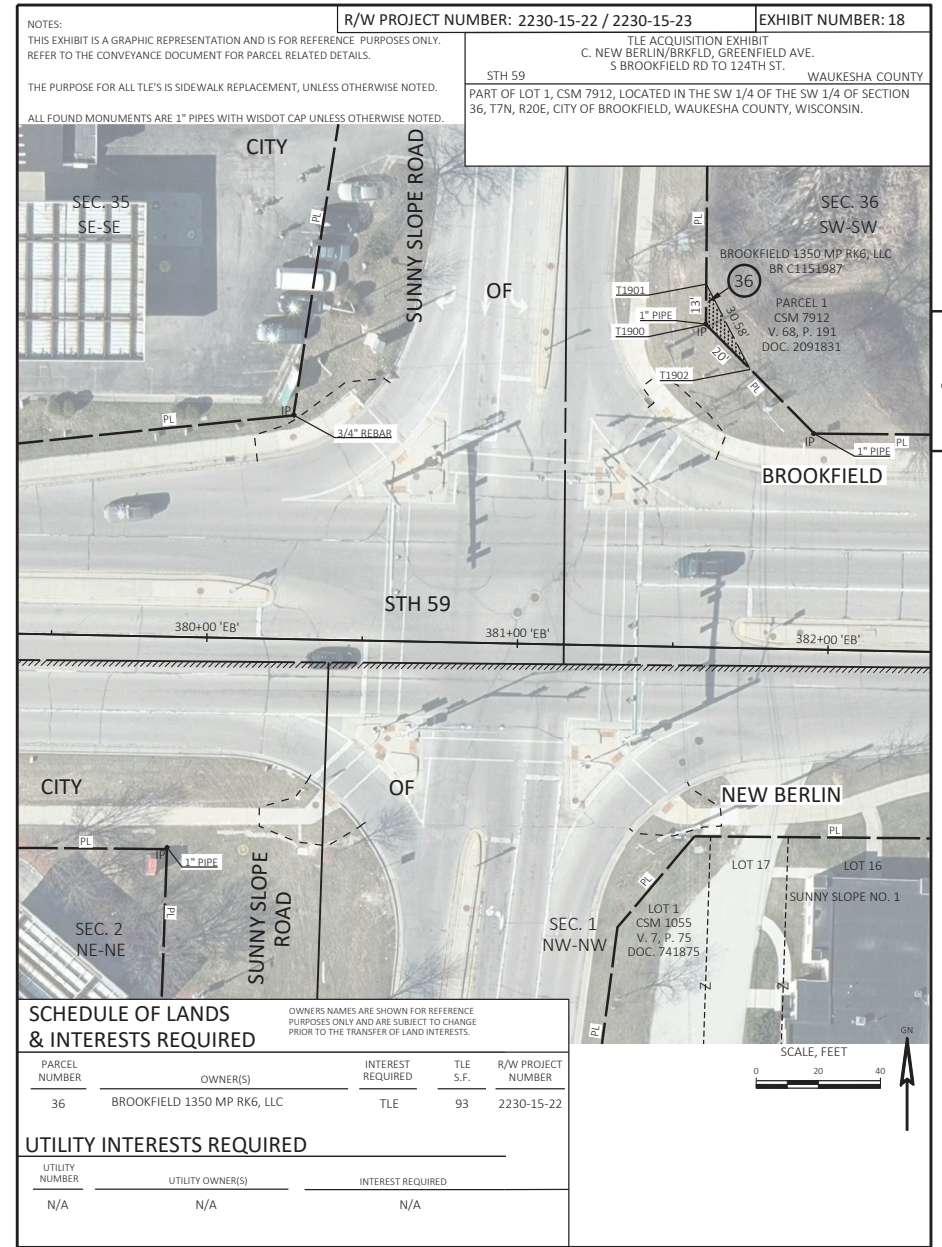 NOTES:
THIS EXHIBIT IS A GRAPHIC REPRESENTATION AND IS FOR REFERENCE PURPOSES ONLY.
REFER TO THE CONVEYANCE DOCUMENT FOR PARCEL RELATED DETAILS.
THE PURPOSE FOR ALL TLE'S IS SIDEWALK REPLACEMENT, UNLESS OTHERWISE NOTED.
ALL FOUND MONUMENTS ARE 1" PIPES WITH WISDOT CAP UNLESS OTHERWISE NOTED.
R/W PROJECT NUMBER: 2230-15-22 / 2230-15-23
EXHIBIT NUMBER: 18
TLE ACQUISITION EXHIBIT
C. NEW BERLIN/BRKFLD, GREENFIELD AVE.
S BROOKFIELD RD TO 124TH ST.
STH 59
WAUKESHA COUNTY
PART OF LOT 1, CSM 7912, LOCATED IN THE SW 1/4 OF THE SW 1/4 OF SECTION
36, T7N, R20E, CITY OF BROOKFIELD, WAUKESHA COUNTY, WISCONSIN.
CITY
SUNNY SLOPE ROAD
OF
SEC. 35
SE-SE
PL
PL
IP
3/4" REBAR
SEC. 36
SW-SW
BROOKFIELD 1350 MP RK6, LLC
BR C1151987
36
PARCEL 1
CSM 7912
V. 68, P. 191
DOC. 2091831
PL
T1901
13'
30.58'
1" PIPE
T1900
IP
20'
T1902
PL
IP
PL
1" PIPE
BROOKFIELD
STH 59
380+00 'EB'
381+00 'EB'
382+00 'EB'
CITY
OF
NEW BERLIN
PL
IP
1" PIPE
PL
SEC. 2
NE-NE
SUNNY SLOPE
ROAD
SEC. 1
NW-NW
PL
PL
LOT 1
CSM 1055
V. 7, P. 75
DOC. 741875
PL
LOT 17
LOT 16
SUNNY SLOPE NO. 1
Z
Z
SCHEDULE OF LANDS
& INTERESTS REQUIRED
OWNERS NAMES ARE SHOWN FOR REFERENCE
PURPOSES ONLY AND ARE SUBJECT TO CHANGE
PRIOR TO THE TRANSFER OF LAND INTERESTS.
PARCEL
NUMBER
OWNER(S)
INTEREST
REQUIRED
TLE
S.F.
R/W PROJECT
NUMBER
36 BROOKFIELD 1350 MP RK6, LLC TLE 93 2230-15-22
UTILITY INTERESTS REQUIRED
UTILITY
NUMBER
UTILITY OWNER(S)
INTEREST REQUIRED
N/A N/A N/A
SCALE, FEET
0 20 40
GN